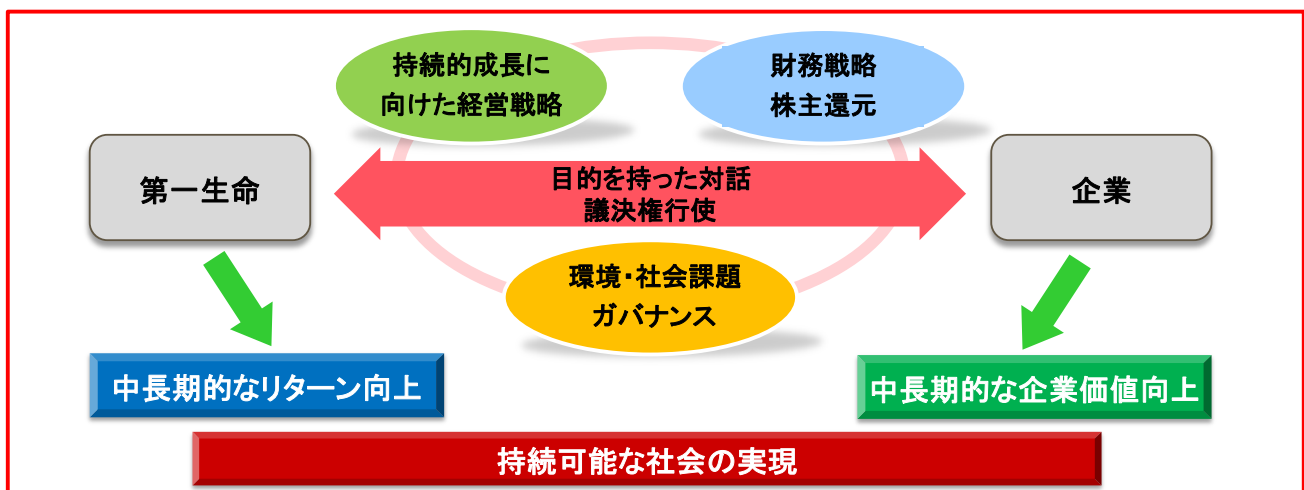 持続的成長に
向けた経営戦略
財務戦略
株主還元
第一生命
目的を持った対話
議決権行使
企業
環境・社会課題
ガバナンス
中長期的なリターン向上
中長期的な企業価値向上
持続可能な社会の実現